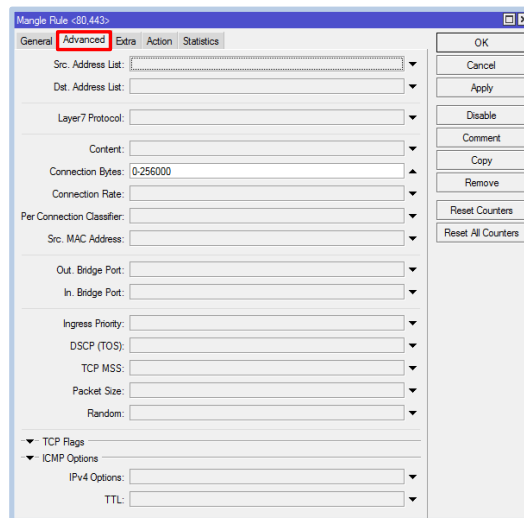 Mangle Rule <80,443>
General Advanced Extra Action Statistics
Src. Address List:
Dst. Address List:
Layer7 Protocol:
Content:
Connection Bytes: 0-256000
Connection Rate:
Per Connection Classifier:
Src. MAC Address:
Out. Bridge Port:
In. Bridge Port:
Ingress Priority:
DSCP (TOS):
TCP MSS:
Packet Size:
Random:
TCP Flags
ICMP Options
IPv4 Options:
TTL:
OK
Cancel
Apply
Disable
Comment
Copy
Remove
Reset Counters
Reset All Counters